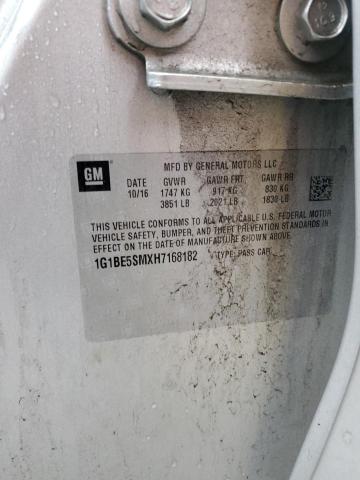 GM
MFD BY GENERAL MOTORS LLC
DATE GVWR GAWR FRT GAWR RR
10/16 1747 KG 917 KG 830 KG
3851 LB 2021 LB 1830 LB
THIS VEHICLE CONFORMS TO ALL APPLICABLE U.S. FEDERAL MOTOR
VEHICLE SAFETY, BUMPER, AND THEFT PREVENTION STANDARDS
IN EFFECT ON THE DATE OF MANUFACTURE SHOWN ABOVE.
1G1BE5SMXH7168182 TYPE: PASS CAR